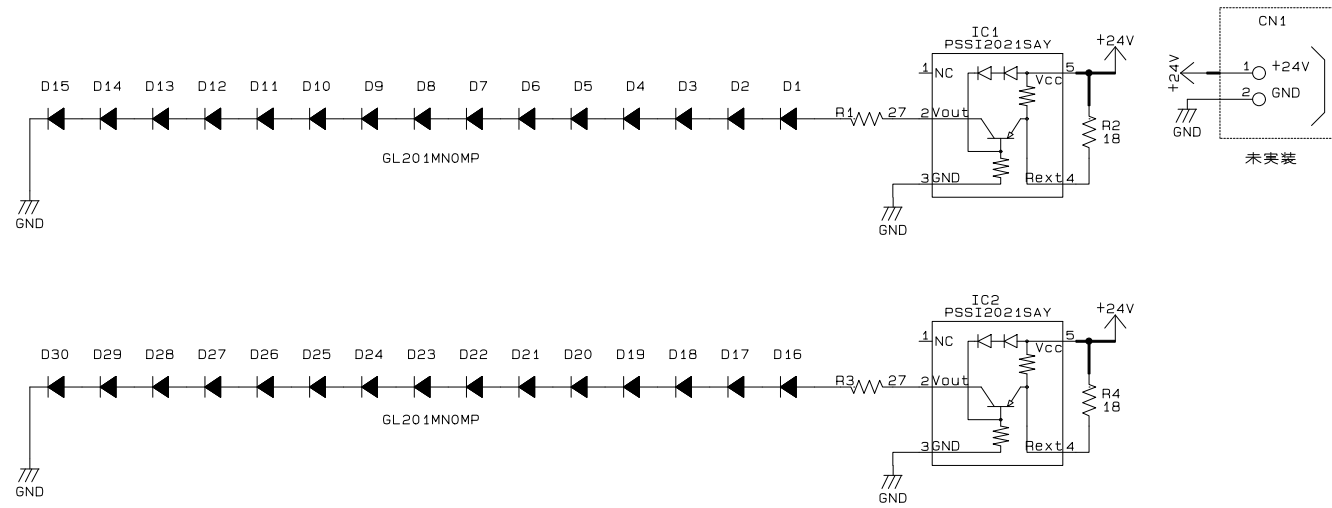 CN1
IC1
PSSI2021SAY
+24V
+24V
1 +24V
2 GND
GND
未実装
D15 D14 D13 D12 D11 D10 D9 D8 D7 D6 D5 D4 D3 D2 D1
1 NC
5
Vcc
R1 27 2 Vout
R2
18
GL201MN0MP
3 GND
Rext 4
GND
GND
IC2
PSSI2021SAY
+24V
D30 D29 D28 D27 D26 D25 D24 D23 D22 D21 D20 D19 D18 D17 D16
1 NC
5
Vcc
R3 27 2 Vout
R4
18
GL201MN0MP
3 GND
Rext 4
GND
GND